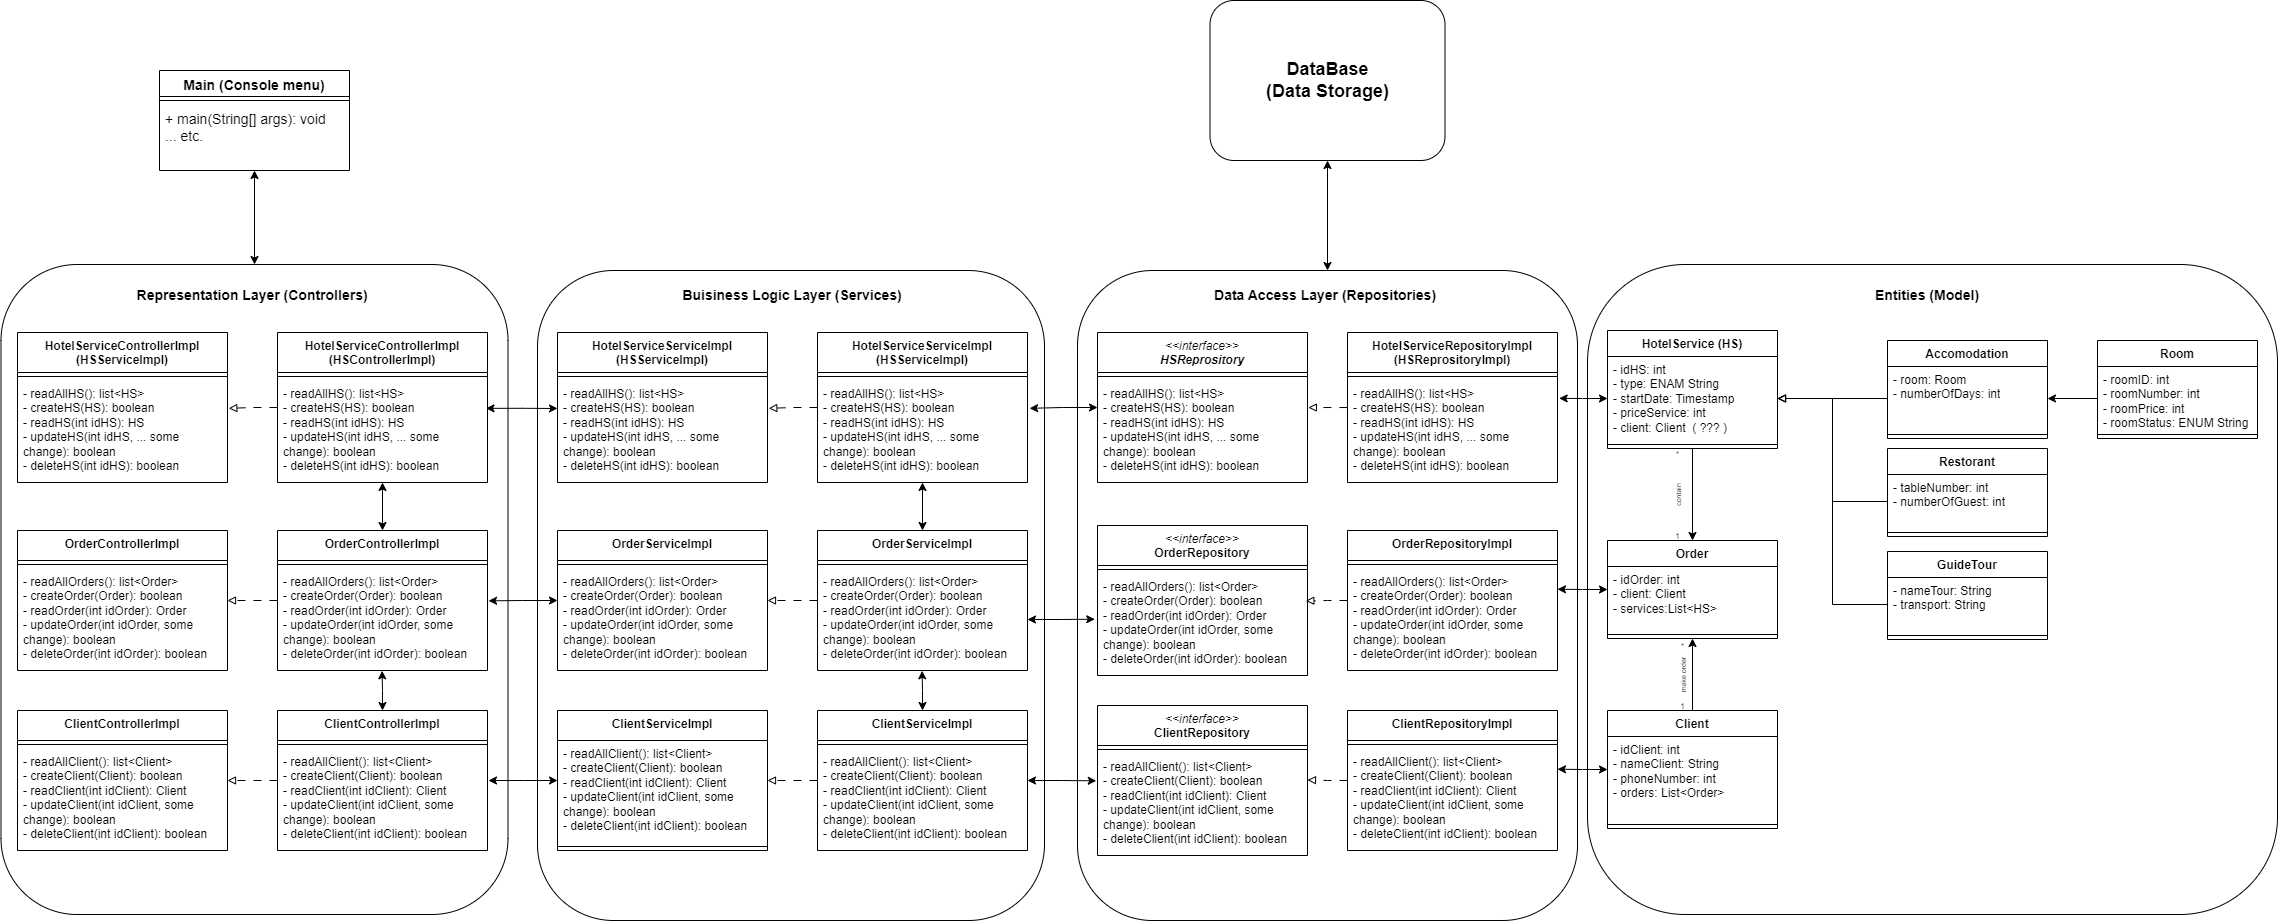 DataBase
(Data Storage)
Main (Console menu)
+ main(String[] args): void
... etc.
Representation Layer (Controllers)
HotelServiceControllerImpl
(HSServiceImpl)
- readAllHS(): list<HS>
- createHS(HS): boolean
- readHS(int idHS): HS
- updateHS(int idHS, ... some
change): boolean
- deleteHS(int idHS): boolean
HotelServiceControllerImpl
(HSControllerImpl)
- readAllHS(): list<HS>
- createHS(HS): boolean
- readHS(int idHS): HS
- updateHS(int idHS, ... some
change): boolean
- deleteHS(int idHS): boolean
OrderControllerImpl
- readAllOrders(): list<Order>
- createOrder(Order): boolean
- readOrder(int idOrder): Order
- updateOrder(int idOrder, some
change): boolean
- deleteOrder(int idOrder): boolean
OrderControllerImpl
- readAllOrders(): list<Order>
- createOrder(Order): boolean
- readOrder(int idOrder): Order
- updateOrder(int idOrder, some
change): boolean
- deleteOrder(int idOrder): boolean
ClientControllerImpl
- readAllClient(): list<Client>
- createClient(Client): boolean
- readClient(int idClient): Client
- updateClient(int idClient, some
change): boolean
- deleteClient(int idClient): boolean
ClientControllerImpl
- readAllClient(): list<Client>
- createClient(Client): boolean
- readClient(int idClient): Client
- updateClient(int idClient, some
change): boolean
- deleteClient(int idClient): boolean
Buisiness Logic Layer (Services)
HotelServiceServiceImpl
(HSServiceImpl)
- readAllHS(): list<HS>
- createHS(HS): boolean
- readHS(int idHS): HS
- updateHS(int idHS, ... some
change): boolean
- deleteHS(int idHS): boolean
HotelServiceServiceImpl
(HSServiceImpl)
- readAllHS(): list<HS>
- createHS(HS): boolean
- readHS(int idHS): HS
- updateHS(int idHS, ... some
change): boolean
- deleteHS(int idHS): boolean
OrderServiceImpl
- readAllOrders(): list<Order>
- createOrder(Order): boolean
- readOrder(int idOrder): Order
- updateOrder(int idOrder, some
change): boolean
- deleteOrder(int idOrder): boolean
OrderServiceImpl
- readAllOrders(): list<Order>
- createOrder(Order): boolean
- readOrder(int idOrder): Order
- updateOrder(int idOrder, some
change): boolean
- deleteOrder(int idOrder): boolean
ClientServiceImpl
- readAllClient(): list<Client>
- createClient(Client): boolean
- readClient(int idClient): Client
- updateClient(int idClient, some
change): boolean
- deleteClient(int idClient): boolean
ClientServiceImpl
- readAllClient(): list<Client>
- createClient(Client): boolean
- readClient(int idClient): Client
- updateClient(int idClient, some
change): boolean
- deleteClient(int idClient): boolean
Data Access Layer (Repositories)
<<interface>>
HSReprository
- readAllHS(): list<HS>
- createHS(HS): boolean
- readHS(int idHS): HS
- updateHS(int idHS, ... some
change): boolean
- deleteHS(int idHS): boolean
HotelServiceRepositoryImpl
(HSReprositoryImpl)
- readAllHS(): list<HS>
- createHS(HS): boolean
- readHS(int idHS): HS
- updateHS(int idHS, ... some
change): boolean
- deleteHS(int idHS): boolean
<<interface>>
OrderRepository
- readAllOrders(): list<Order>
- createOrder(Order): boolean
- readOrder(int idOrder): Order
- updateOrder(int idOrder, some
change): boolean
- deleteOrder(int idOrder): boolean
OrderRepositoryImpl
- readAllOrders(): list<Order>
- createOrder(Order): boolean
- readOrder(int idOrder): Order
- updateOrder(int idOrder, some
change): boolean
- deleteOrder(int idOrder): boolean
<<interface>>
ClientRepository
- readAllClient(): list<Client>
- createClient(Client): boolean
- readClient(int idClient): Client
- updateClient(int idClient, some
change): boolean
- deleteClient(int idClient): boolean
ClientRepositoryImpl
- readAllClient(): list<Client>
- createClient(Client): boolean
- readClient(int idClient): Client
- updateClient(int idClient, some
change): boolean
- deleteClient(int idClient): boolean
Entities (Model)
HotelService (HS)
- idHS: int
- type: ENAM String
- startDate: Timestamp
- priceService: int
- client: Client ( ??? )
*
contain
1
Order
- idOrder: int
- client: Client
- services:List<HS>
*
make order
1
Client
- idClient: int
- nameClient: String
- phoneNumber: int
- orders: List<Order>
Accomodation
- room: Room
- numberOfDays: int
Room
- roomID: int
- roomNumber: int
- roomPrice: int
- roomStatus: ENUM String
Restorant
- tableNumber: int
- numberOfGuest: int
GuideTour
- nameTour: String
- transport: String